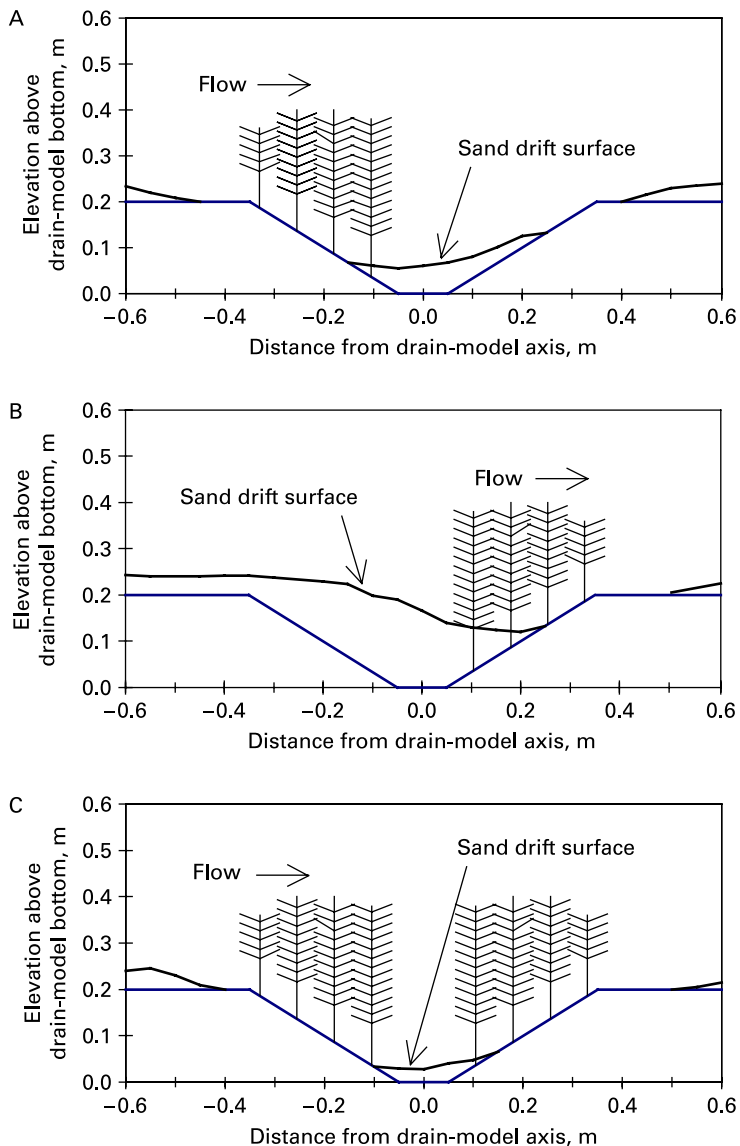 A
Elevation above
drain-model bottom, m
0.6
0.5
0.4
0.3
0.2
0.1
0.0
Flow
Sand drift surface
−0.6 −0.4 −0.2 0.0 0.2 0.4 0.6
Distance from drain-model axis, m
B
Elevation above
drain-model bottom, m
0.6
0.5
0.4
0.3
0.2
0.1
0.0
Flow
Sand drift surface
−0.6 −0.4 −0.2 0.0 0.2 0.4 0.6
Distance from drain-model axis, m
C
Elevation above
drain-model bottom, m
0.6
0.5
0.4
0.3
0.2
0.1
0.0
Sand drift surface
Flow
−0.6 −0.4 −0.2 0.0 0.2 0.4 0.6
Distance from drain-model axis, m